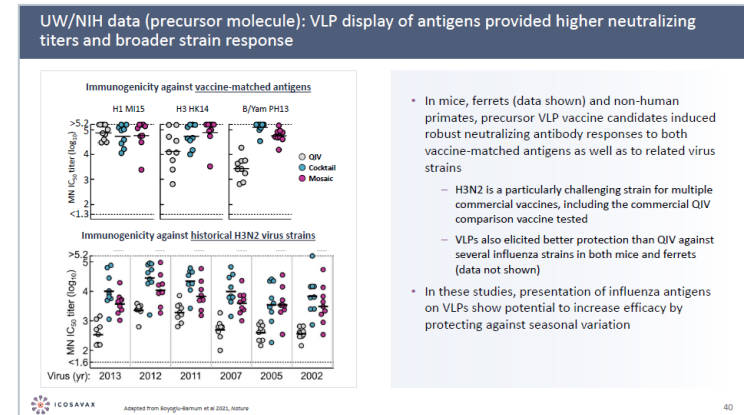 UW/NIH data (precursor molecule): VLP display of antigens provided higher neutralizing
titers and broader strain response
Immunogenicity against vaccine-matched antigens
H1 MI15 H3 HK14 B/Yam PH13
MN IC50 titer (log10)
>5.2
5
4
3
2
<1.3
QIV
Cocktail
Mosaic
Immunogenicity against historical H3N2 virus strains
MN IC50 titer (log10)
>5.2
5
4
3
2
<1.6
Virus (yr): 2013 2012 2011 2007 2005 2002
• In mice, ferrets (data shown) and non-human
primates, precursor VLP vaccine candidates induced
robust neutralizing antibody responses to both
vaccine-matched antigens as well as to related virus
strains
– H3N2 is a particularly challenging strain for multiple
commercial vaccines, including the commercial QIV
comparison vaccine tested
– VLPs also elicited better protection than QIV against
several influenza strains in both mice and ferrets
(data not shown)
• In these studies, presentation of influenza antigens
on VLPs show potential to increase efficacy by
protecting against seasonal variation
ICOSAVAX
Adapted from Boyoglu-Barnum et al 2021, Nature
40